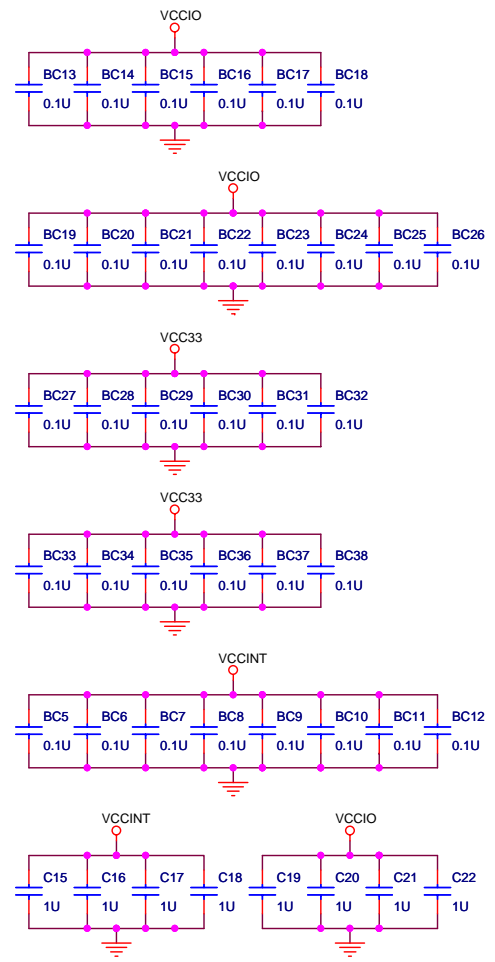 VCCIO
BC13 BC14 BC15 BC16 BC17 BC18
0.1U 0.1U 0.1U 0.1U 0.1U 0.1U
VCCIO
BC19 BC20 BC21 BC22 BC23 BC24 BC25 BC26
0.1U 0.1U 0.1U 0.1U 0.1U 0.1U 0.1U 0.1U
VCC33
BC27 BC28 BC29 BC30 BC31 BC32
0.1U 0.1U 0.1U 0.1U 0.1U 0.1U
VCC33
BC33 BC34 BC35 BC36 BC37 BC38
0.1U 0.1U 0.1U 0.1U 0.1U 0.1U
VCCINT
BC5 BC6 BC7 BC8 BC9 BC10 BC11 BC12
0.1U 0.1U 0.1U 0.1U 0.1U 0.1U 0.1U 0.1U
VCCINT VCCIO
C15 C16 C17 C18 C19 C20 C21 C22
1U 1U 1U 1U 1U 1U 1U 1U